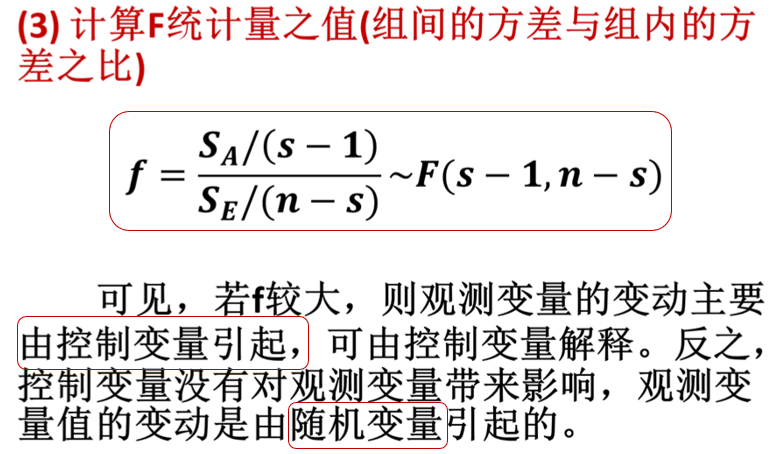 (3) 计算F统计量之值(组间的方差与组内的方
差之比)
f = S_A/(s − 1) / S_E/(n − s) ~F(s − 1, n − s)
可见，若f较大，则观测变量的变动主要
由控制变量引起，可由控制变量解释。反之，
控制变量没有对观测变量带来影响，观测变
量值的变动是由随机变量引起的。